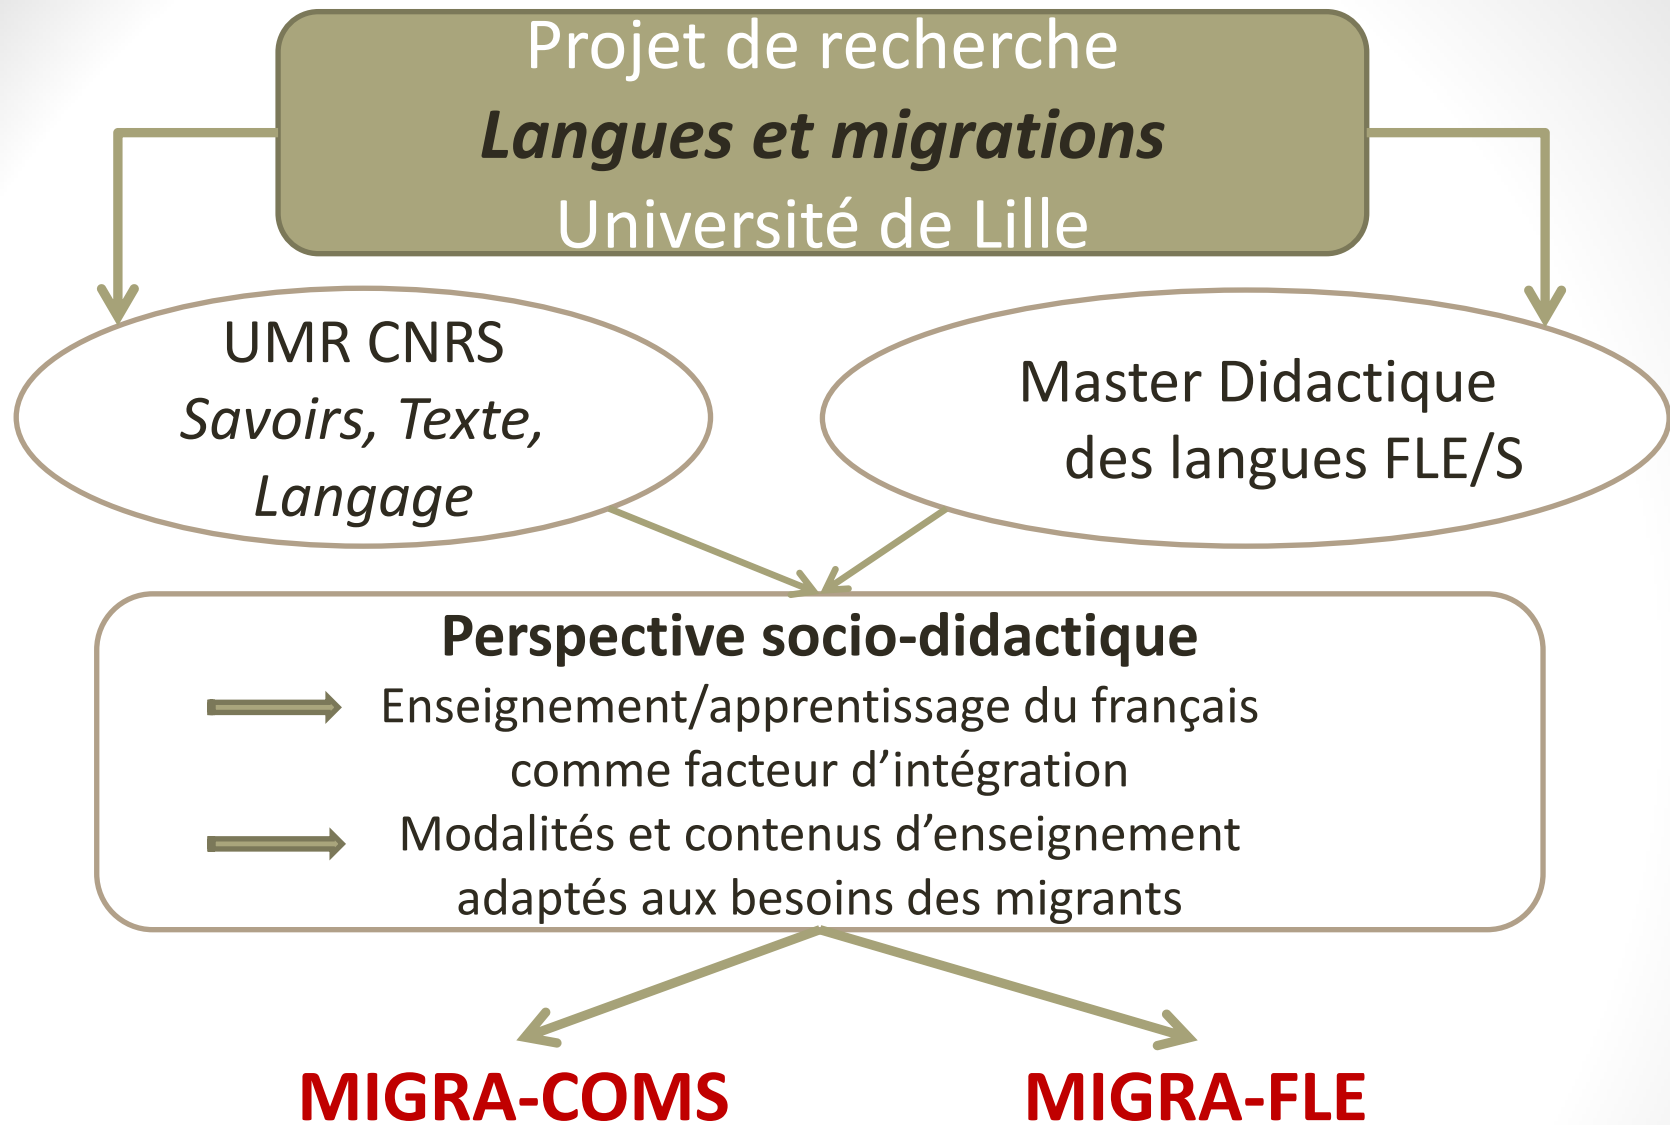 Projet de recherche
Langues et migrations
Université de Lille
UMR CNRS
Savoirs, Texte,
Langage
Master Didactique
des langues FLE/S
Perspective socio-didactique
Enseignement/apprentissage du français
comme facteur d’intégration
Modalités et contenus d’enseignement
adaptés aux besoins des migrants
MIGRA-COMS
MIGRA-FLE